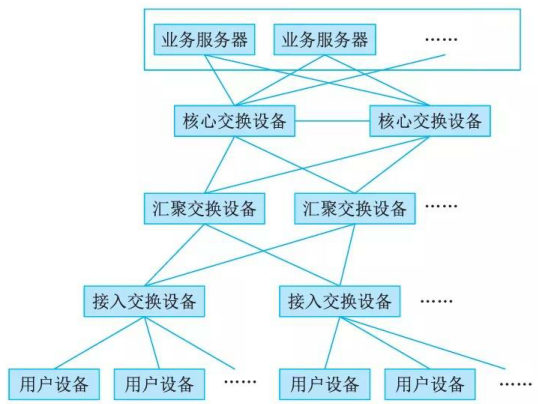 业务服务器 业务服务器 ……
核心交换设备 核心交换设备
汇聚交换设备 汇聚交换设备 ……
接入交换设备 接入交换设备 ……
用户设备 用户设备 …… 用户设备 用户设备 ……